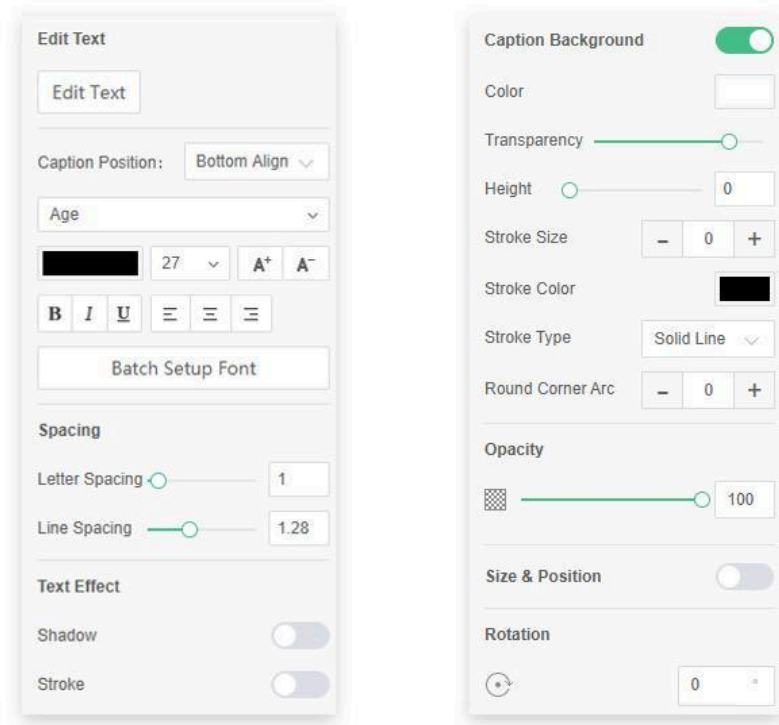 Edit Text
Edit Text
Caption Position:
Bottom Align
Age
27
A+ A-
B I U
Batch Setup Font
Spacing
Letter Spacing 1
Line Spacing 1.28
Text Effect
Shadow
Stroke
Caption Background
Color
Transparency
Height 0
Stroke Size - 0 +
Stroke Color
Stroke Type Solid Line
Round Corner Arc - 0 +
Opacity
100
Size & Position
Rotation
0 °